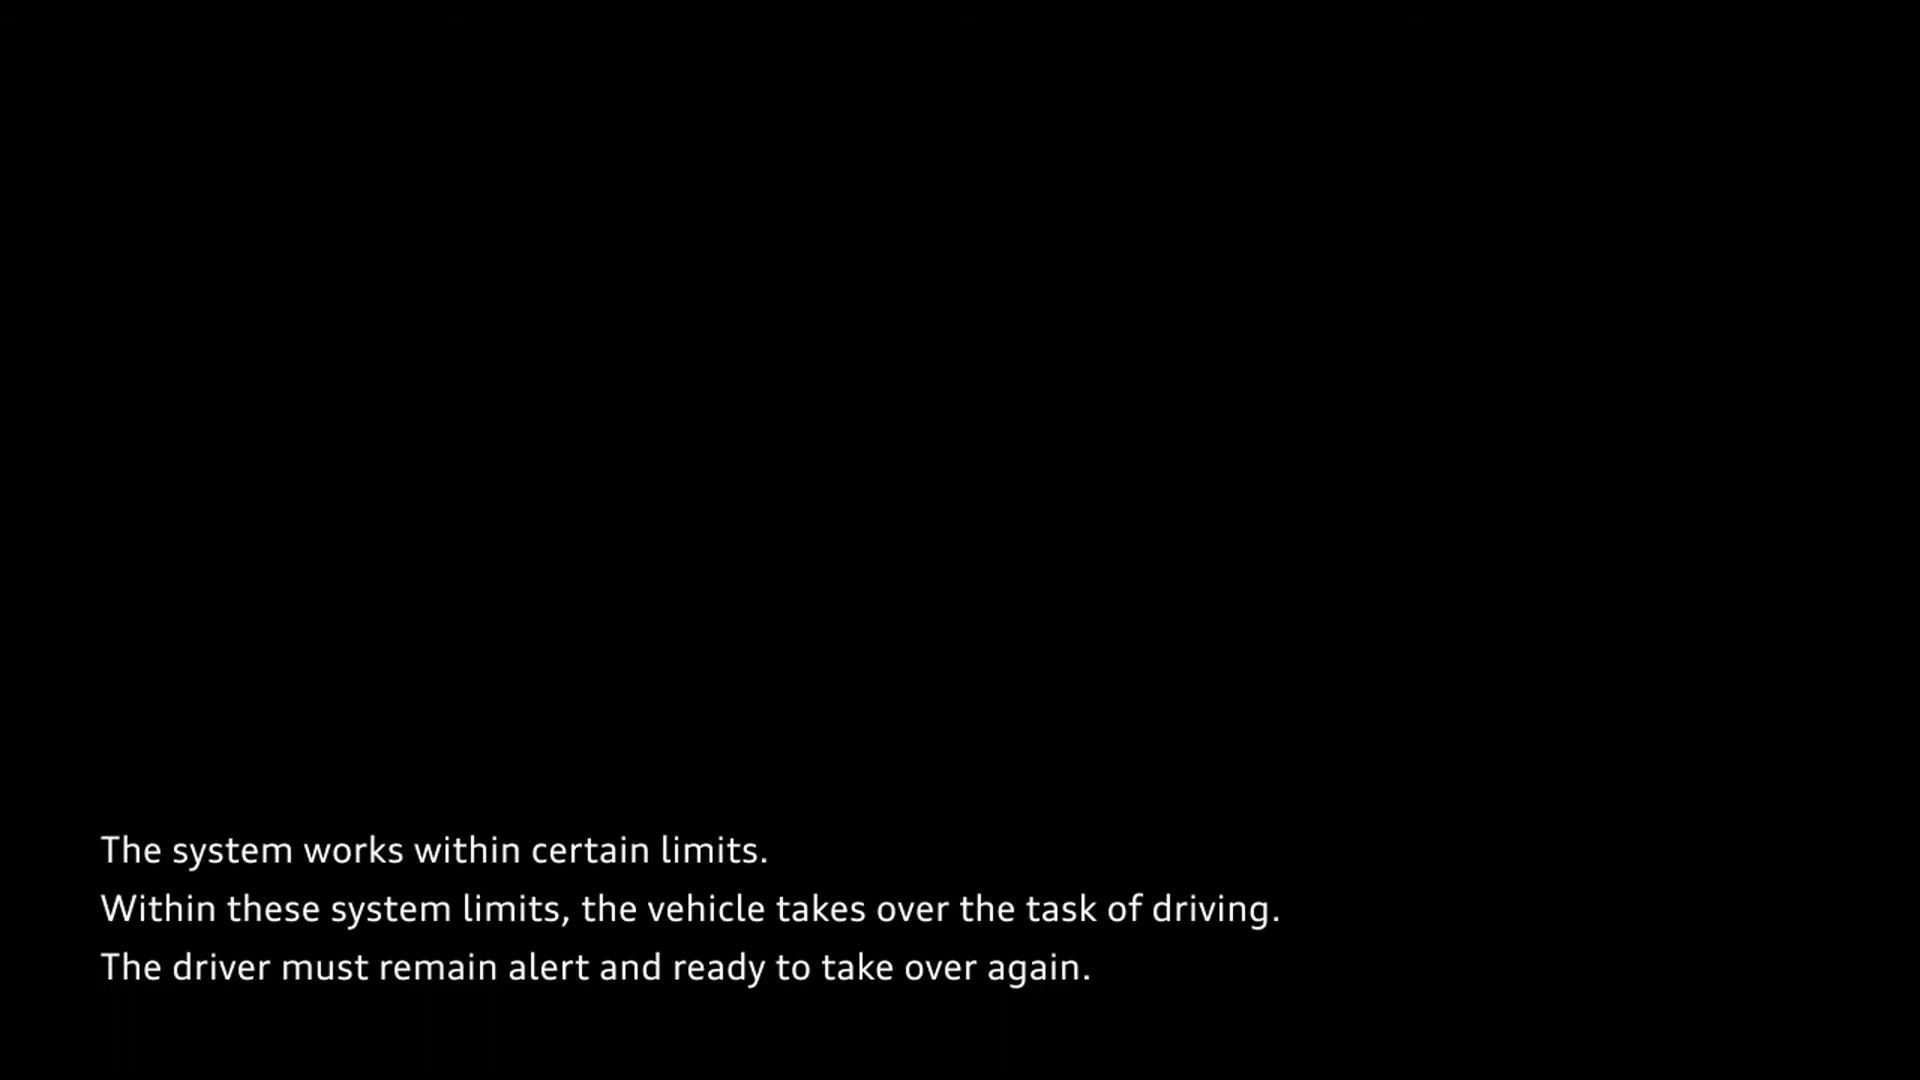 The system works within certain limits.
Within these system limits, the vehicle takes over the task of driving.
The driver must remain alert and ready to take over again.